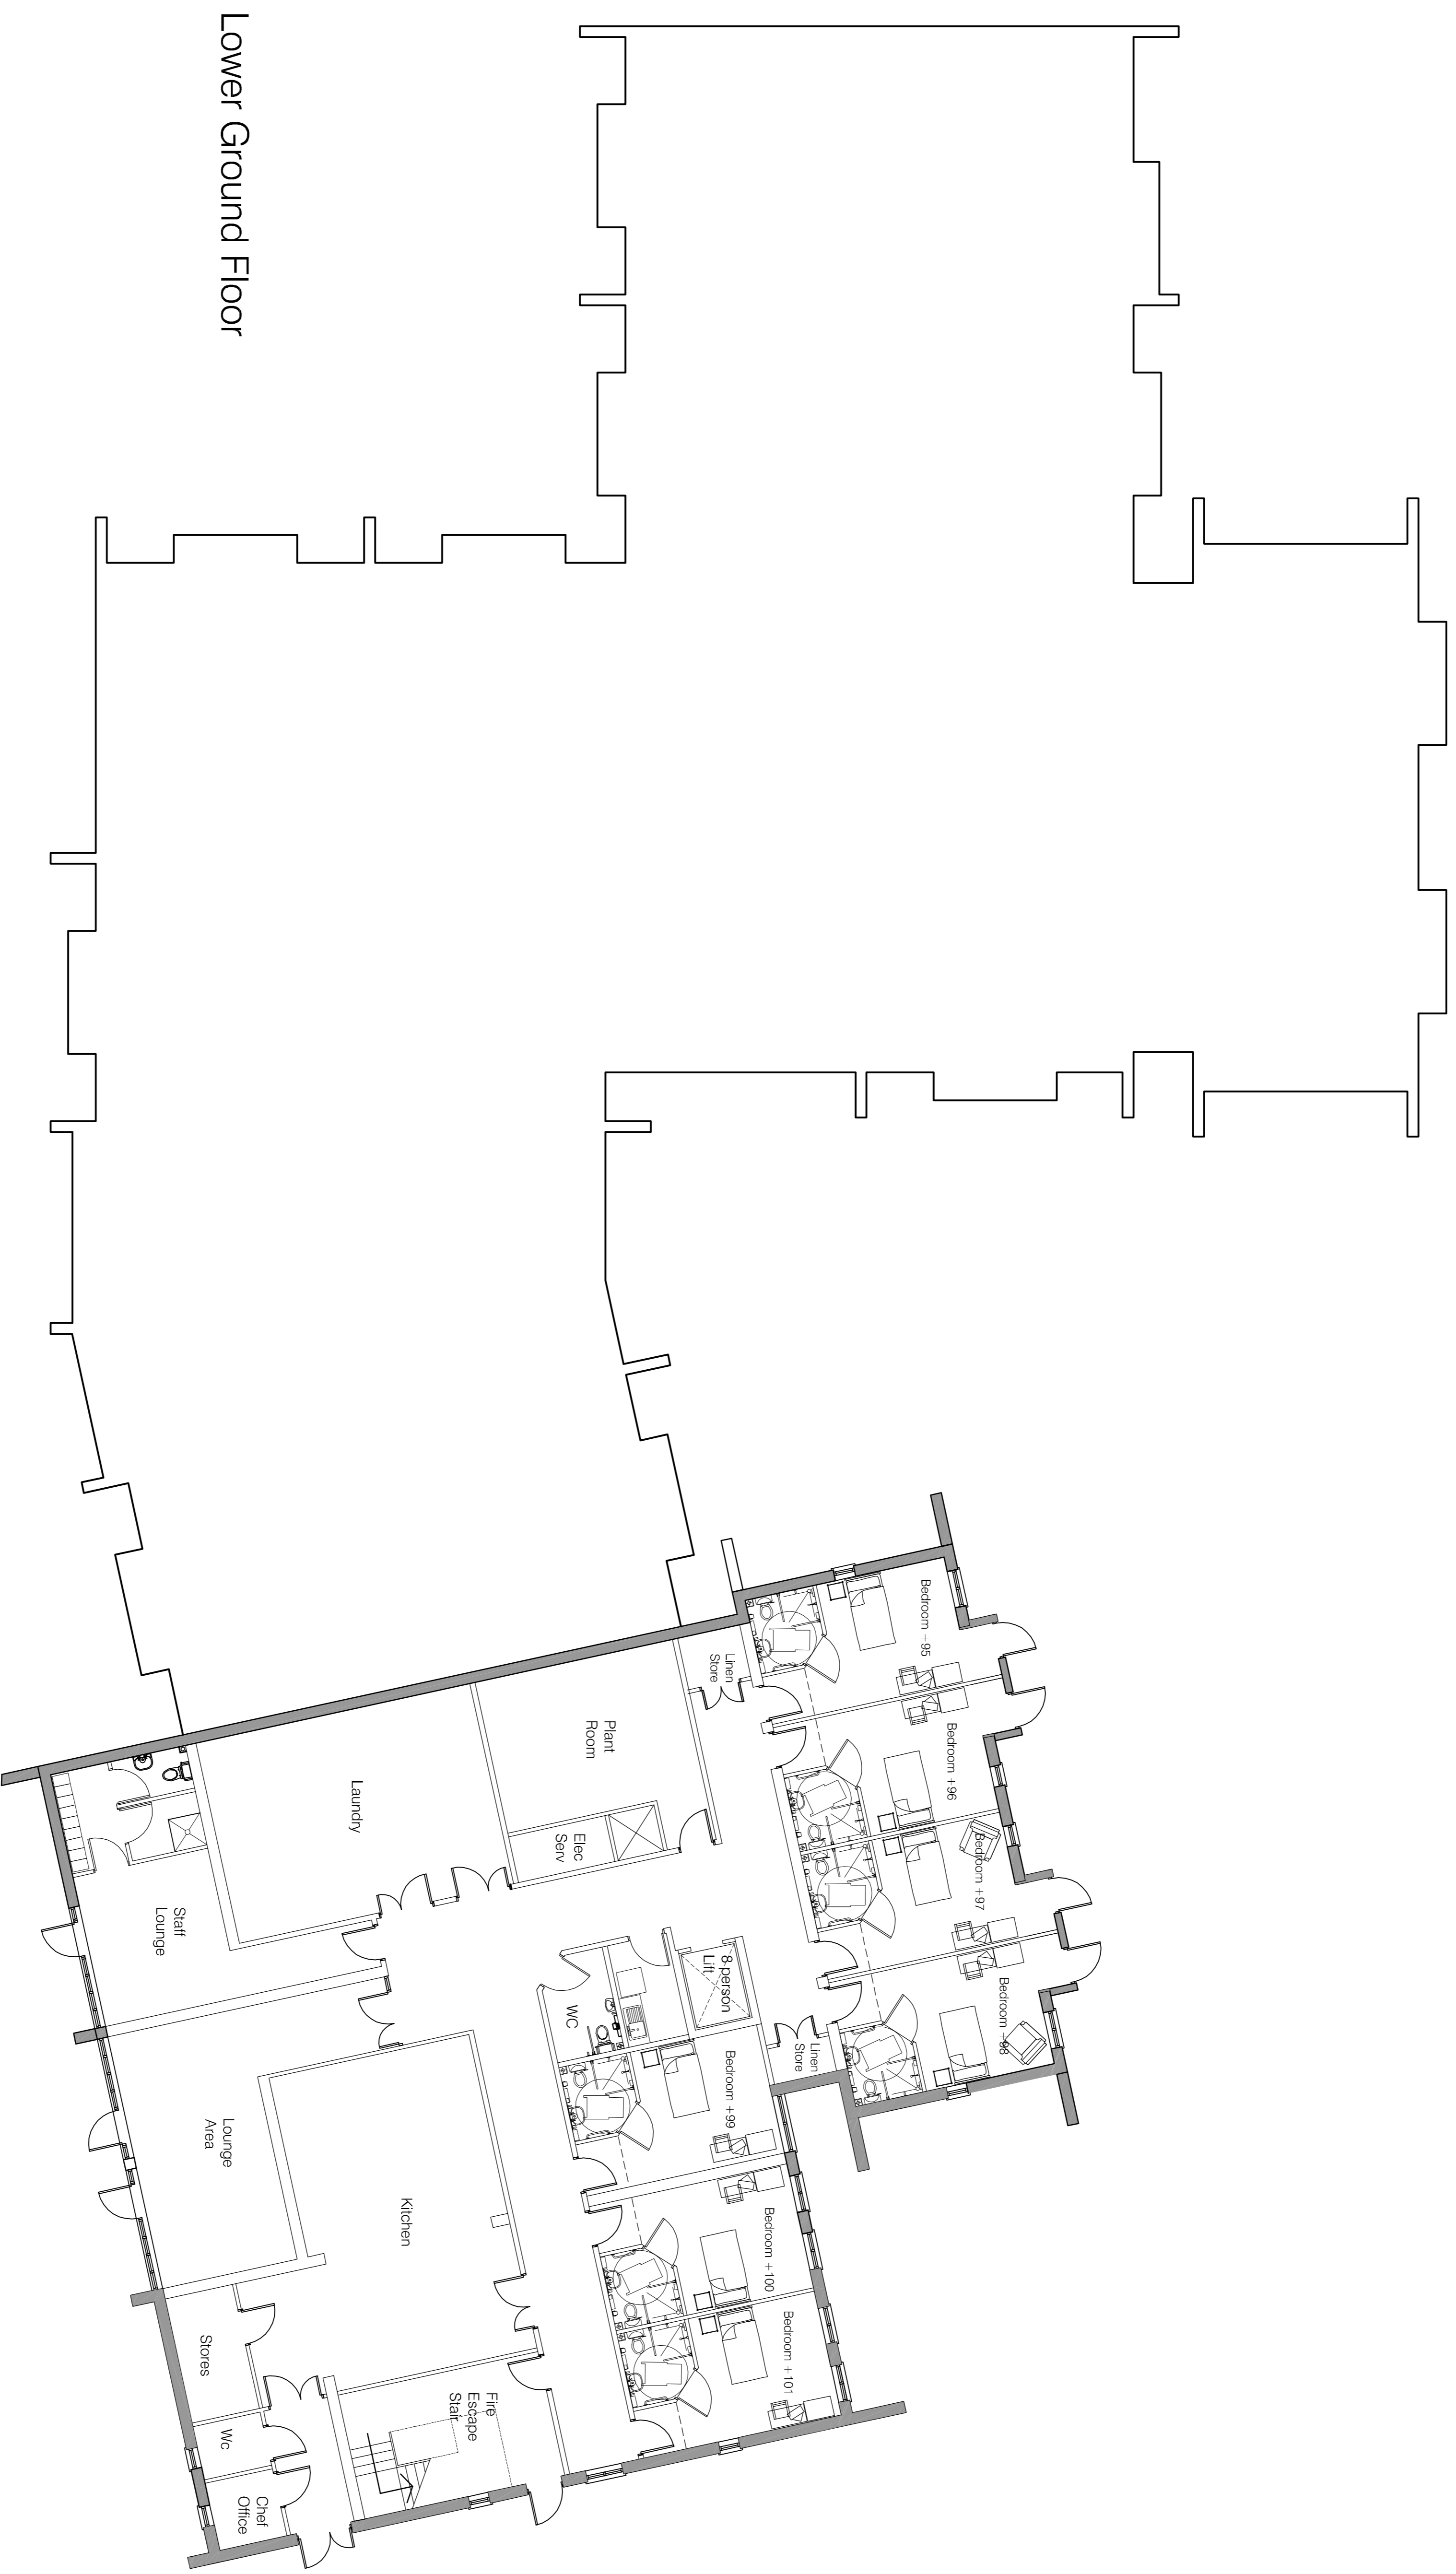 Lower Ground Floor
Bedroom +95
Bedroom +96
Bedroom +97
Bedroom +98
Linen
Store
Plant
Room
Elec
Serv
8-person
Lift
Linen
Store
Bedroom +99
Bedroom +100
Bedroom +101
WC
Laundry
Staff
Lounge
Lounge
Area
Kitchen
Fire
Escape
Stair
Stores
Wc
Chef
Office